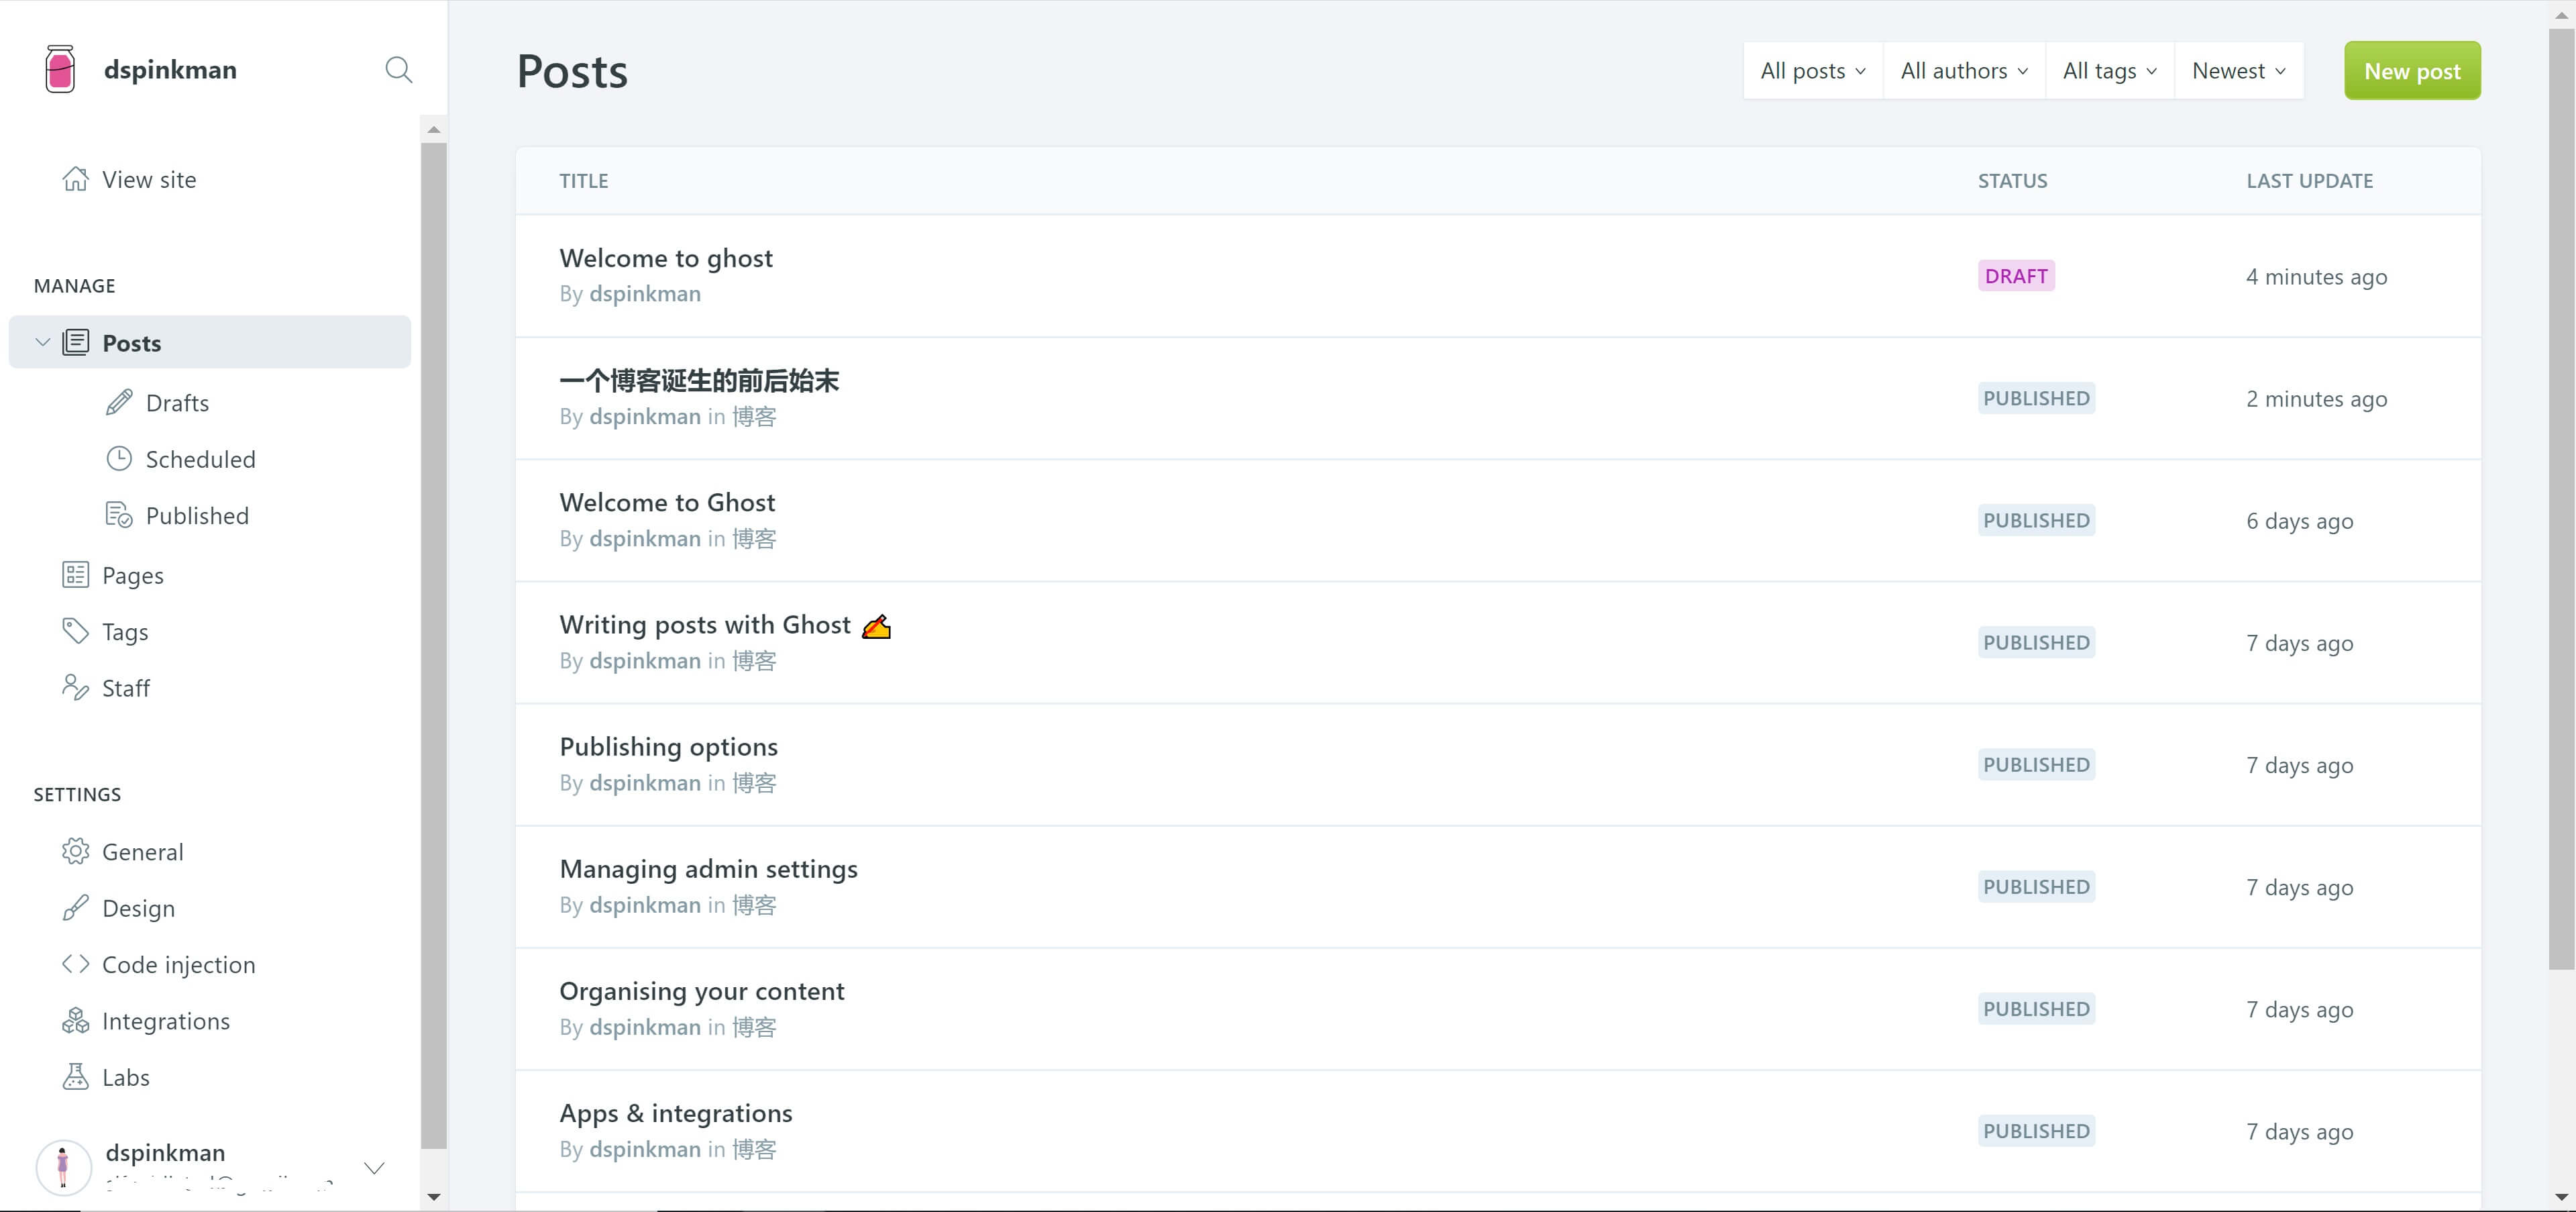 dspinkman
View site
MANAGE
Posts
Drafts
Scheduled
Published
Pages
Tags
Staff
SETTINGS
General
Design
Code injection
Integrations
Labs
dspinkman
Posts
All posts
All authors
All tags
Newest
New post
TITLE STATUS LAST UPDATE
Welcome to ghost
By dspinkman
DRAFT
4 minutes ago
一个博客诞生的前后始末
By dspinkman in 博客
PUBLISHED
2 minutes ago
Welcome to Ghost
By dspinkman in 博客
PUBLISHED
6 days ago
Writing posts with Ghost ✍
By dspinkman in 博客
PUBLISHED
7 days ago
Publishing options
By dspinkman in 博客
PUBLISHED
7 days ago
Managing admin settings
By dspinkman in 博客
PUBLISHED
7 days ago
Organising your content
By dspinkman in 博客
PUBLISHED
7 days ago
Apps & integrations
By dspinkman in 博客
PUBLISHED
7 days ago